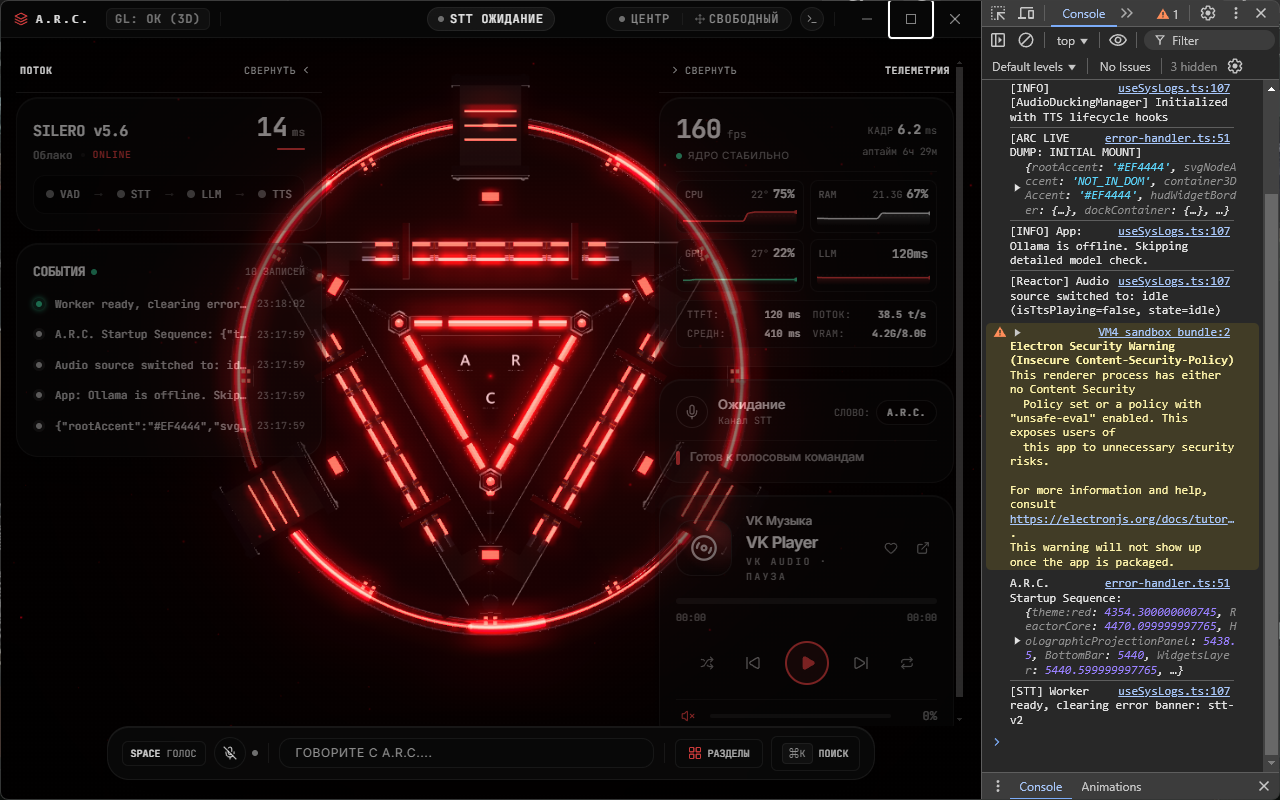 A.R.C.
GL: OK (3D)
STT ОЖИДАНИЕ
ЦЕНТР
СВОБОДНЫЙ
ПОТОК
СВЕРНУТЬ
SILERO v5.6
14 ms
Облако · ONLINE
VAD → STT → LLM → TTS
СОБЫТИЯ
10 ЗАПИСЕЙ
Worker ready, clearing error… 23:18:02
A.R.C. Startup Sequence: {"t… 23:17:59
Audio source switched to: id… 23:17:59
App: Ollama is offline. Skip… 23:17:59
{"rootAccent":"#EF4444","svg… 23:17:59
A R
C
СВЕРНУТЬ
ТЕЛЕМЕТРИЯ
160 fps
КАДР 6.2 ms
ЯДРО СТАБИЛЬНО
аптайм 6ч 29м
CPU 22° 75%
RAM 21.3G 67%
GPU 27° 22%
LLM 120ms
TTFT: 120 ms
ПОТОК: 38.5 t/s
СРЕДН: 410 ms
VRAM: 4.2G/8.0G
Ожидание
Канал STT
СЛОВО: A.R.C.
Готов к голосовым командам
VK Музыка
VK Player
VK AUDIO ·
ПАУЗА
00:00
00:00
0%
SPACE ГОЛОС
ГОВОРИТЕ С A.R.C....
РАЗДЕЛЫ
⌘K ПОИСК
Console
1
top
Filter
Default levels
No Issues
3 hidden
[INFO] useSysLogs.ts:107
[AudioDuckingManager] Initialized
with TTS lifecycle hooks
[ARC LIVE error-handler.ts:51
DUMP: INITIAL MOUNT]
{rootAccent: '#EF4444', svgNodeA
ccent: 'NOT_IN_DOM', container3D
Accent: '#EF4444', hudWidgetBord
er: {…}, dockContainer: {…}, …}
[INFO] App: useSysLogs.ts:107
Ollama is offline. Skipping
detailed model check.
[Reactor] Audio useSysLogs.ts:107
source switched to: idle
(isTtsPlaying=false, state=idle)
VM4 sandbox_bundle:2
Electron Security Warning
(Insecure Content-Security-Policy)
This renderer process has either
no Content Security
Policy set or a policy with
"unsafe-eval" enabled. This
exposes users of
this app to unnecessary security
risks.
For more information and help,
consult
https://electronjs.org/docs/tutor…
.
This warning will not show up
once the app is packaged.
A.R.C. error-handler.ts:51
Startup Sequence:
{theme:red: 4354.300000000745, R
eactorCore: 4470.099999997765, H
olographicProjectionPanel: 5438.
5, BottomBar: 5440, WidgetsLaye
r: 5440.599999997765, …}
[STT] Worker useSysLogs.ts:107
ready, clearing error banner: stt-
v2
Console
Animations